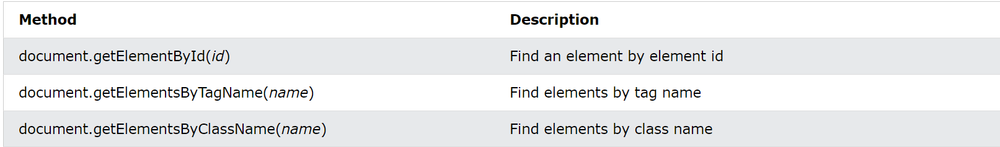 Method Description
document.getElementById(id) Find an element by element id
document.getElementsByTagName(name) Find elements by tag name
document.getElementsByClassName(name) Find elements by class name